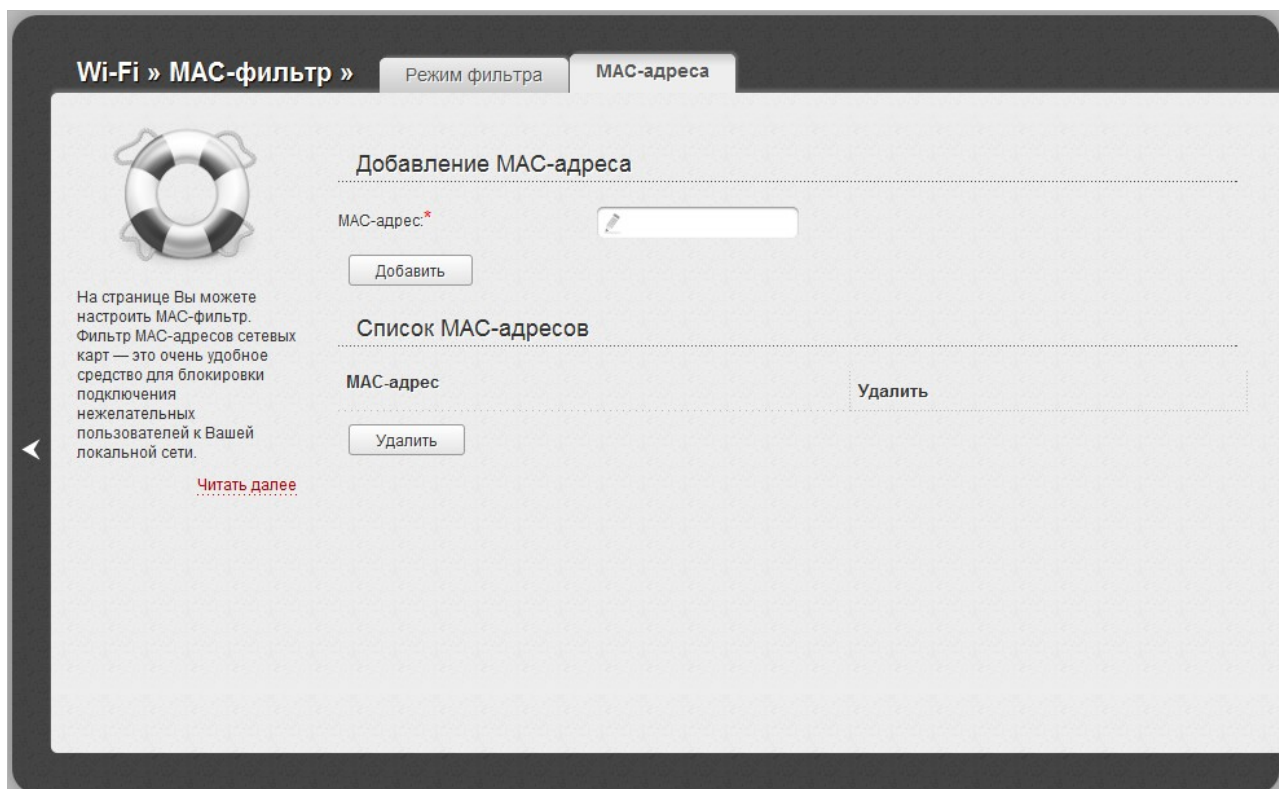 Wi-Fi » MAC-фильтр »
Режим фильтра
MAC-адреса
На странице Вы можете
настроить MAC-фильтр.
Фильтр MAC-адресов сетевых
карт — это очень удобное
средство для блокировки
подключения
нежелательных
пользователей к Вашей
локальной сети.
Читать далее
Добавление MAC-адреса
MAC-адрес:*
Добавить
Список MAC-адресов
MAC-адрес
Удалить
Удалить